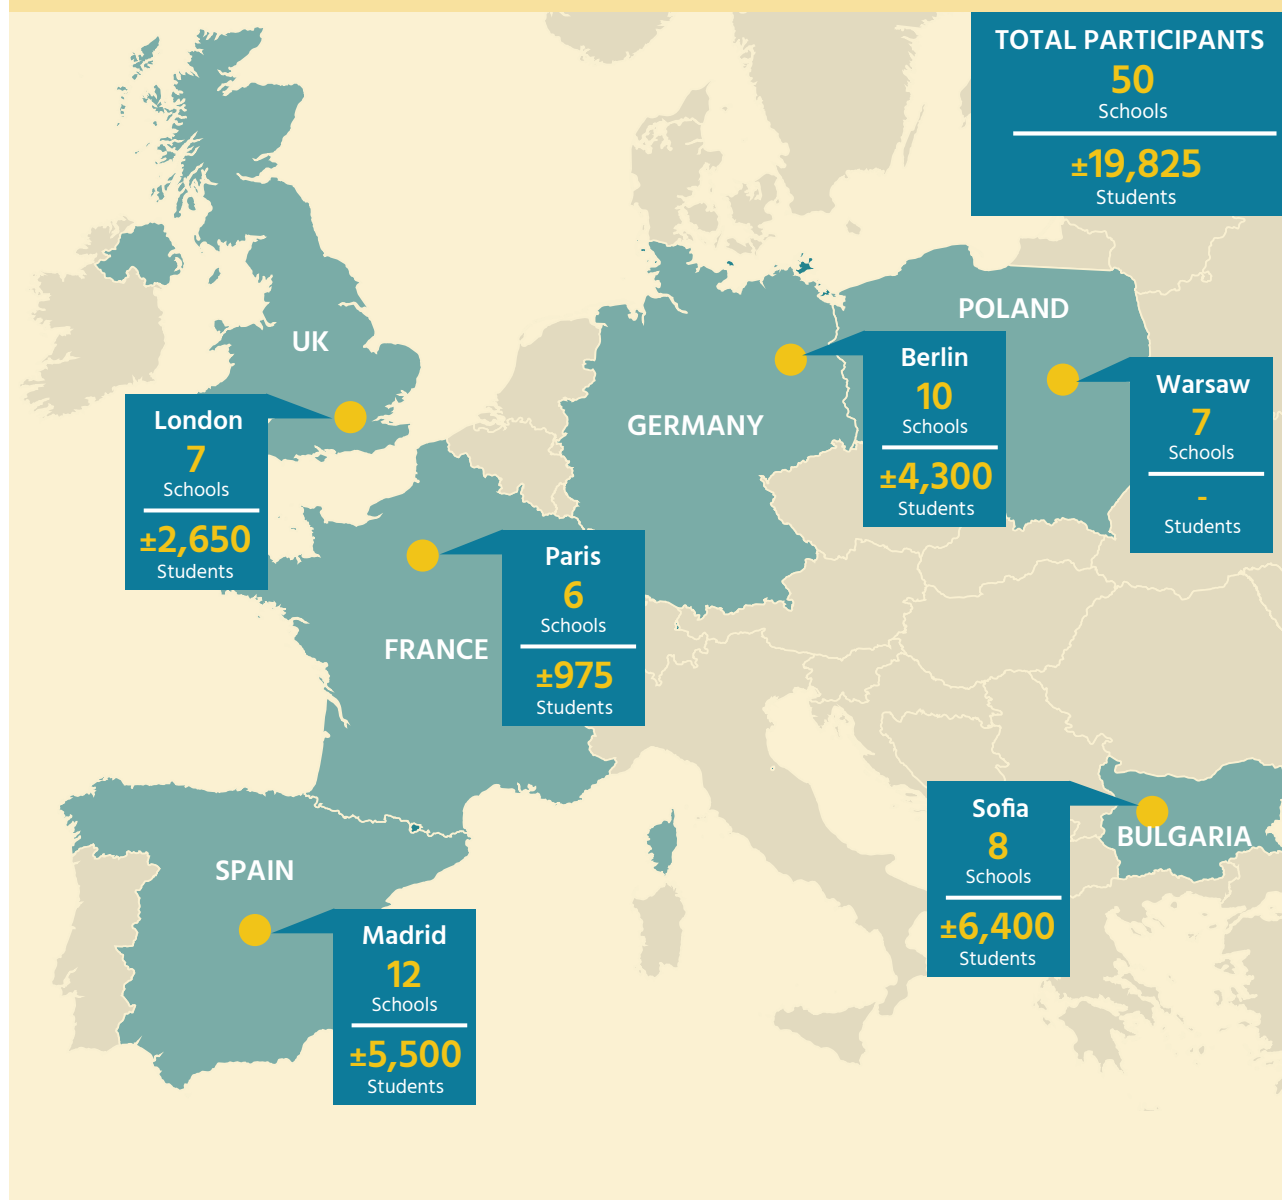 TOTAL PARTICIPANTS
50
Schools
±19,825
Students
UK
London
7
Schools
±2,650
Students
GERMANY
Berlin
10
Schools
±4,300
Students
POLAND
Warsaw
7
Schools
-
Students
FRANCE
Paris
6
Schools
±975
Students
SPAIN
Madrid
12
Schools
±5,500
Students
BULGARIA
Sofia
8
Schools
±6,400
Students